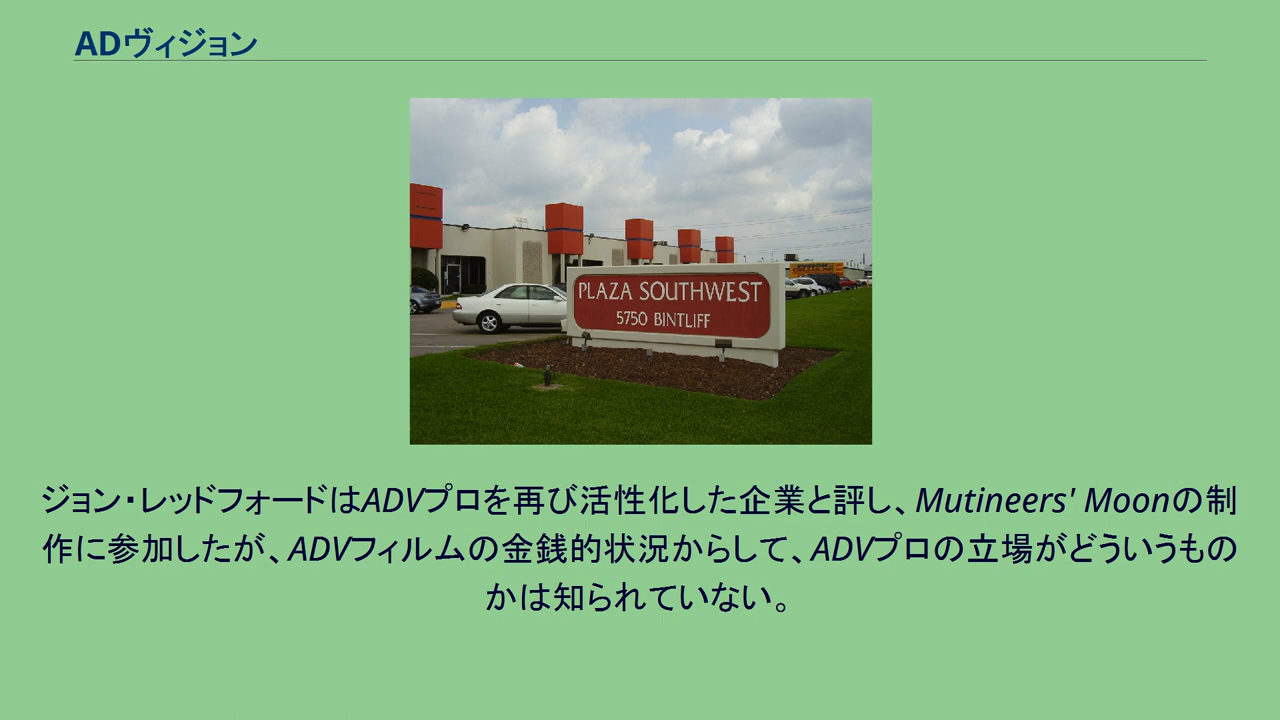 ADヴィジョン
PLAZA SOUTHWEST
5750 BINTLIFF
ジョン・レッドフォードはADVプロを再び活性化した企業と評し、Mutineers' Moonの制
作に参加したが、ADVフィルムの金銭的状況からして、ADVプロの立場がどういうもの
かは知られていない。